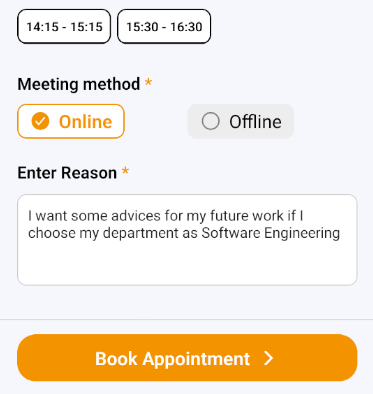 14:15 - 15:15 15:30 - 16:30
Meeting method *
Online Offline
Enter Reason *
I want some advices for my future work if I
choose my department as Software Engineering
Book Appointment